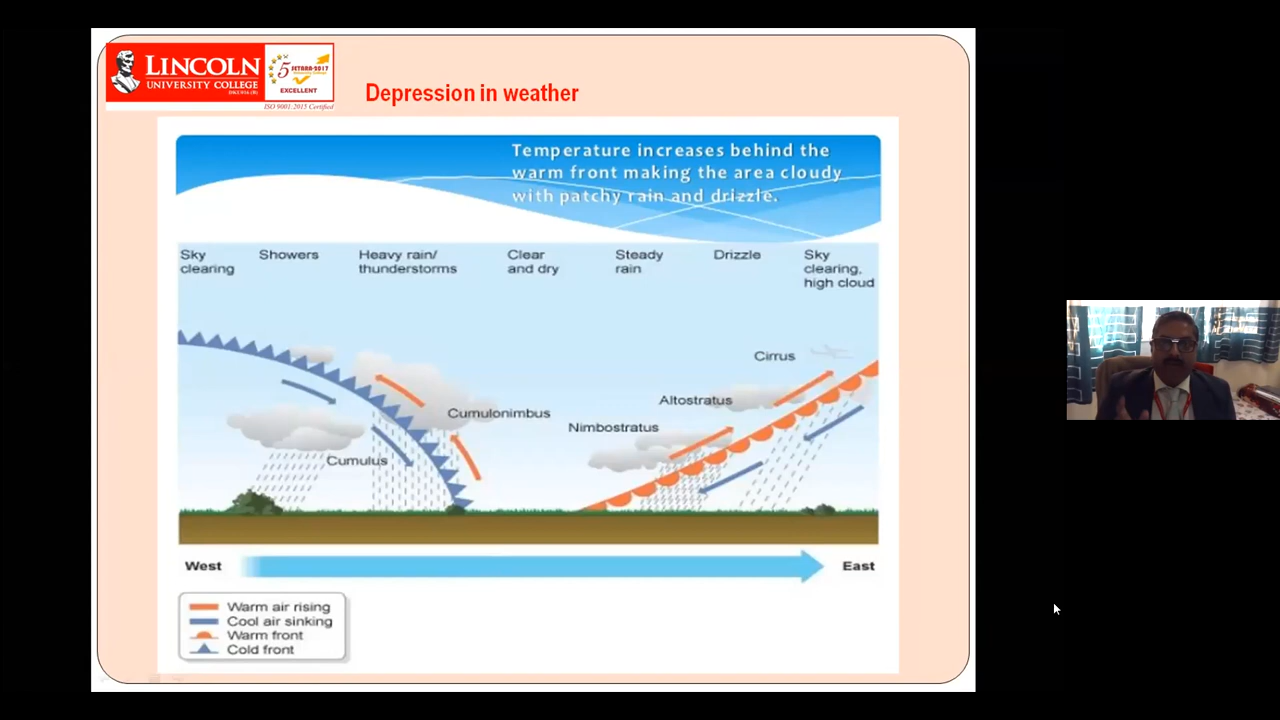 LINCOLN
UNIVERSITY COLLEGE
5
SETARA-2017
EXCELLENT
ISO 9001:2015 Certified
Depression in weather
Temperature increases behind the
warm front making the area cloudy
with patchy rain and drizzle.
Sky
clearing
Showers
Heavy rain/
thunderstorms
Clear
and dry
Steady
rain
Drizzle
Sky
clearing,
high cloud
Cirrus
Altostratus
Cumulonimbus
Nimbostratus
Cumulus
West
East
Warm air rising
Cool air sinking
Warm front
Cold front